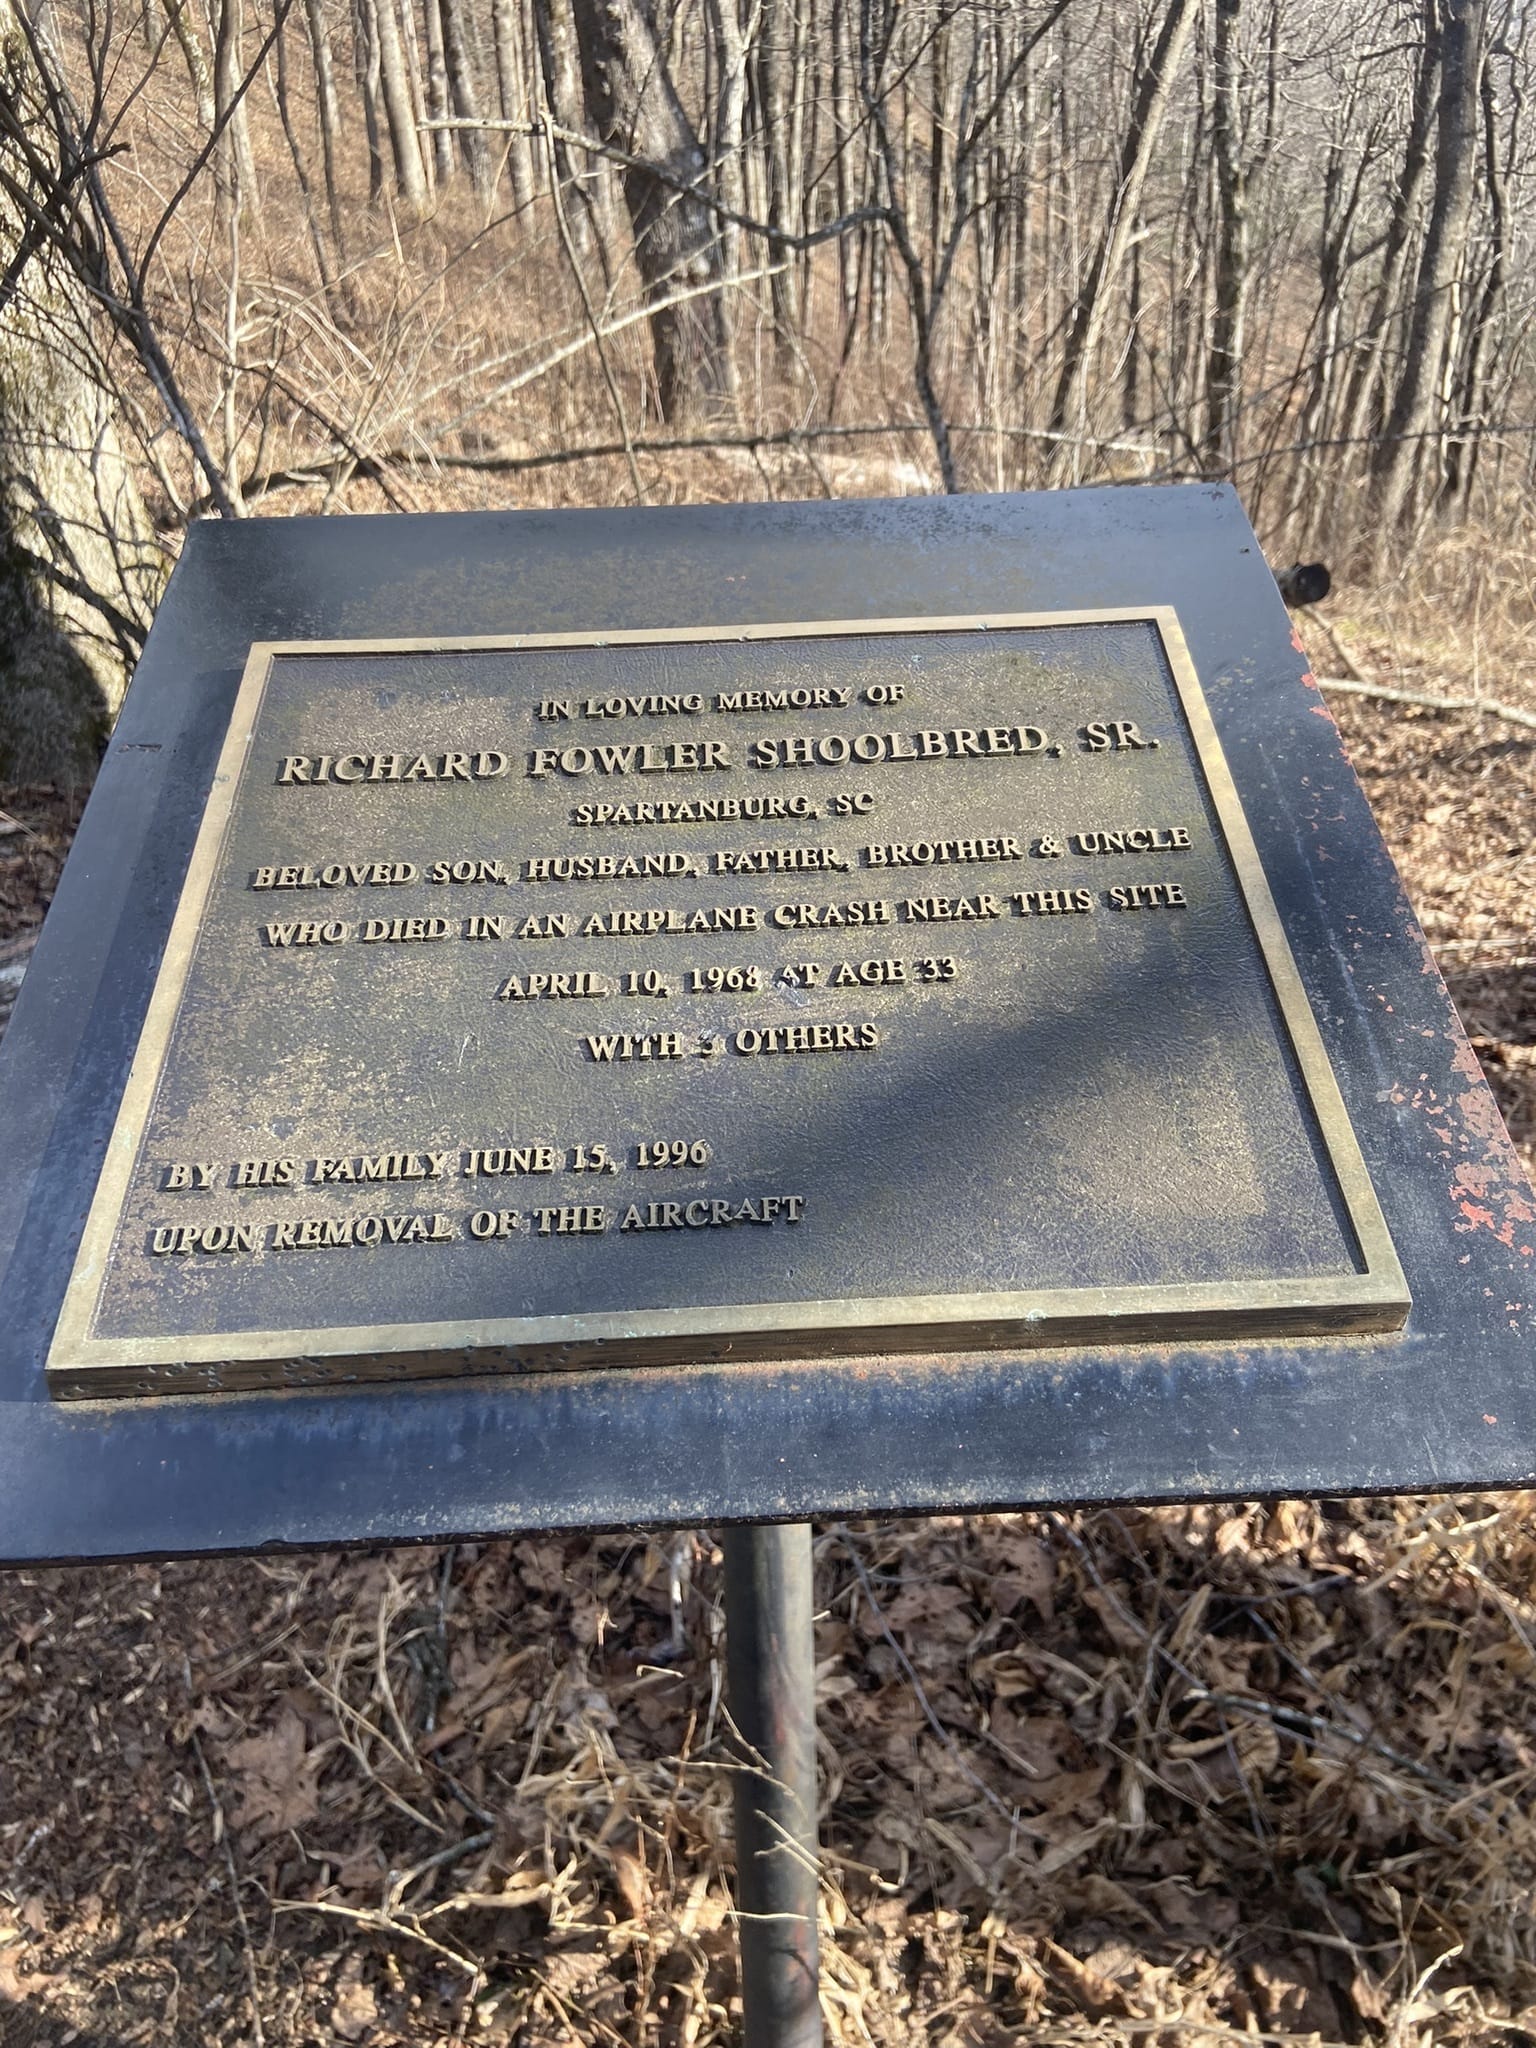 IN LOVING MEMORY OF
RICHARD FOWLER SHOOLBRED, SR.
SPARTANBURG, SC
BELOVED SON, HUSBAND, FATHER, BROTHER & UNCLE
WHO DIED IN AN AIRPLANE CRASH NEAR THIS SITE
APRIL 10, 1968 AT AGE 33
WITH 3 OTHERS
BY HIS FAMILY JUNE 15, 1996
UPON REMOVAL OF THE AIRCRAFT